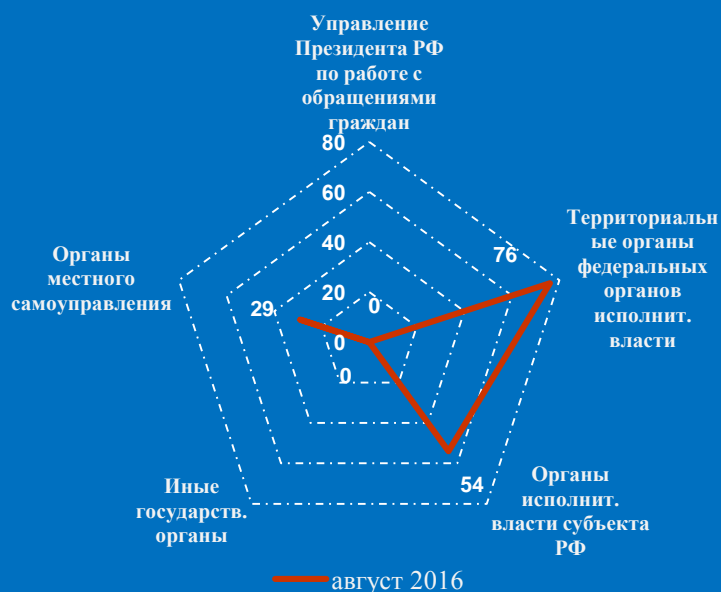 Управление
Президента РФ
по работе с
обращениями
граждан
80
60
40
20
0
0
0
76
Территориальн
ые органы
федеральных
органов
исполнит.
власти
54
Органы
исполнит.
власти субъекта
РФ
Иные
государств.
органы
29
Органы
местного
самоуправления
август 2016